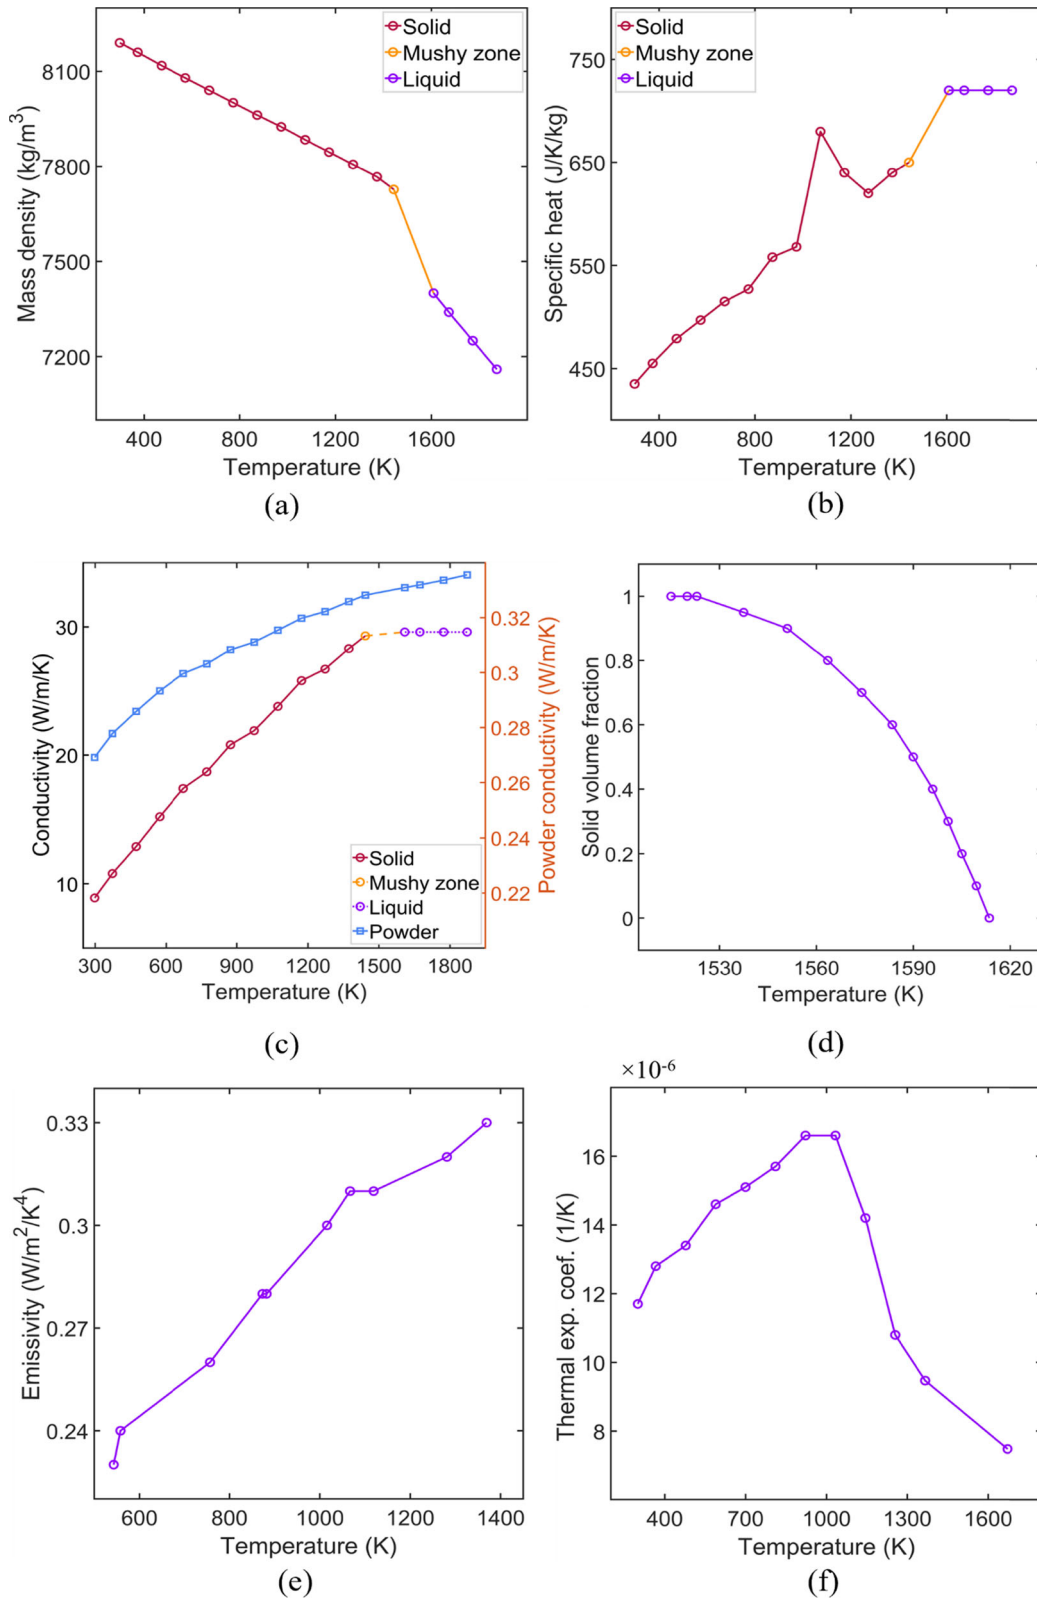 Solid
Mushy zone
Liquid
8100
7800
7500
7200
Mass density (kg/m³)
400 800 1200 1600
Temperature (K)
(a)
Solid
Mushy zone
Liquid
750
650
550
450
Specific heat (J/K/kg)
400 800 1200 1600
Temperature (K)
(b)
30
20
10
Conductivity (W/m/K)
0.32
0.3
0.28
0.26
0.24
0.22
Powder conductivity (W/m/K)
Solid
Mushy zone
Liquid
Powder
300 600 900 1200 1500 1800
Temperature (K)
(c)
1
0.8
0.6
0.4
0.2
0
Solid volume fraction
1530 1560 1590 1620
Temperature (K)
(d)
0.33
0.3
0.27
0.24
Emissivity (W/m²/K⁴)
600 800 1000 1200 1400
Temperature (K)
(e)
×10⁻⁶
16
14
12
10
8
Thermal exp. coef. (1/K)
400 700 1000 1300 1600
Temperature (K)
(f)